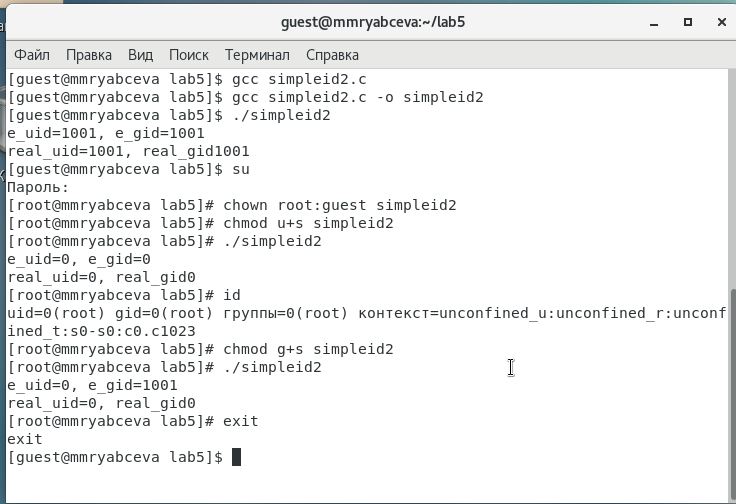 guest@mmryabceva:~/lab5
Файл Правка Вид Поиск Терминал Справка
[guest@mmryabceva lab5]$ gcc simpleid2.c
[guest@mmryabceva lab5]$ gcc simpleid2.c -o simpleid2
[guest@mmryabceva lab5]$ ./simpleid2
e_uid=1001, e_gid=1001
real_uid=1001, real_gid1001
[guest@mmryabceva lab5]$ su
Пароль:
[root@mmryabceva lab5]# chown root:guest simpleid2
[root@mmryabceva lab5]# chmod u+s simpleid2
[root@mmryabceva lab5]# ./simpleid2
e_uid=0, e_gid=0
real_uid=0, real_gid0
[root@mmryabceva lab5]# id
uid=0(root) gid=0(root) группы=0(root) контекст=unconfined_u:unconfined_r:unconf
ined_t:s0-s0:c0.c1023
[root@mmryabceva lab5]# chmod g+s simpleid2
[root@mmryabceva lab5]# ./simpleid2
e_uid=0, e_gid=1001
real_uid=0, real_gid0
[root@mmryabceva lab5]# exit
exit
[guest@mmryabceva lab5]$